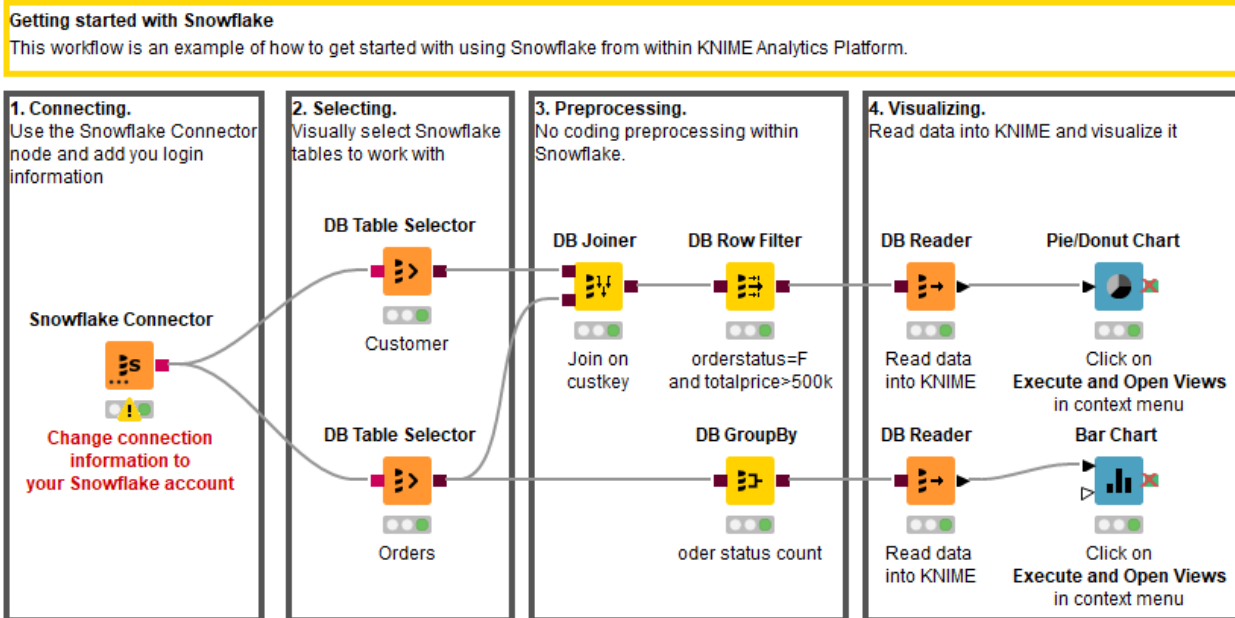 Getting started with Snowflake
This workflow is an example of how to get started with using Snowflake from within KNIME Analytics Platform.
1. Connecting.
Use the Snowflake Connector
node and add you login
information
Snowflake Connector
S
Change connection
information to
your Snowflake account
2. Selecting.
Visually select Snowflake
tables to work with
DB Table Selector
Customer
DB Table Selector
Orders
3. Preprocessing.
No coding preprocessing within
Snowflake.
DB Joiner
Join on
custkey
DB Row Filter
orderstatus=F
and totalprice>500k
DB GroupBy
oder status count
4. Visualizing.
Read data into KNIME and visualize it
DB Reader
Read data
into KNIME
Pie/Donut Chart
Click on
Execute and Open Views
in context menu
DB Reader
Read data
into KNIME
Bar Chart
Click on
Execute and Open Views
in context menu